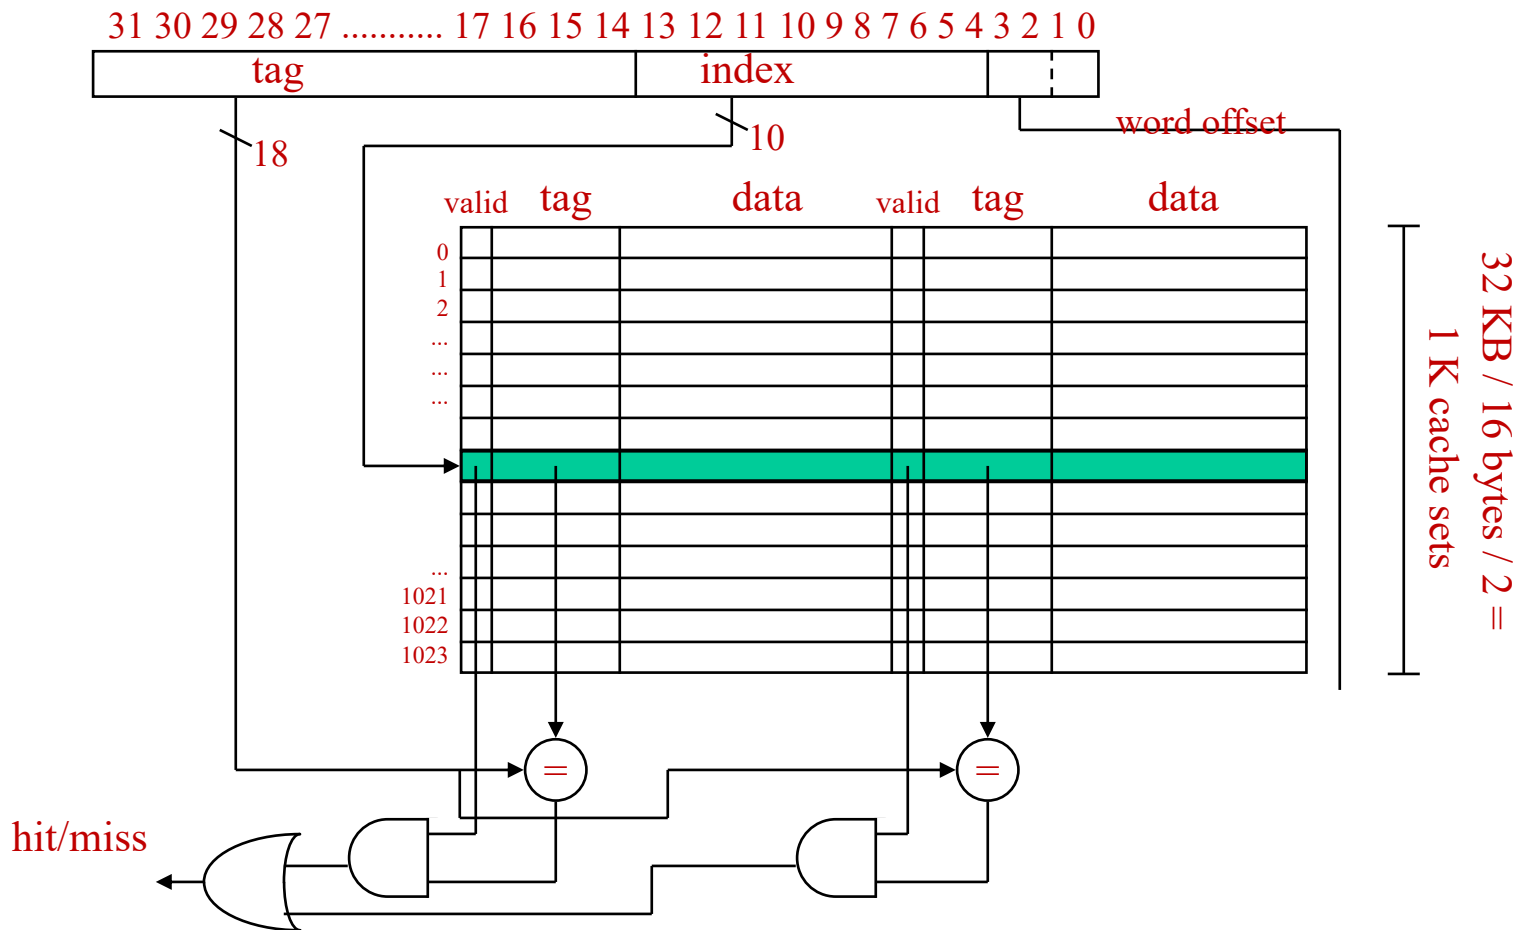 31 30 29 28 27 ........... 17 16 15 14 13 12 11 10 9 8 7 6 5 4 3 2 1 0
tag index
word offset
18 10
valid tag data valid tag data
0
1
2
...
...
...
...
1021
1022
1023
32 KB / 16 bytes / 2 =
1 K cache sets
= =
hit/miss